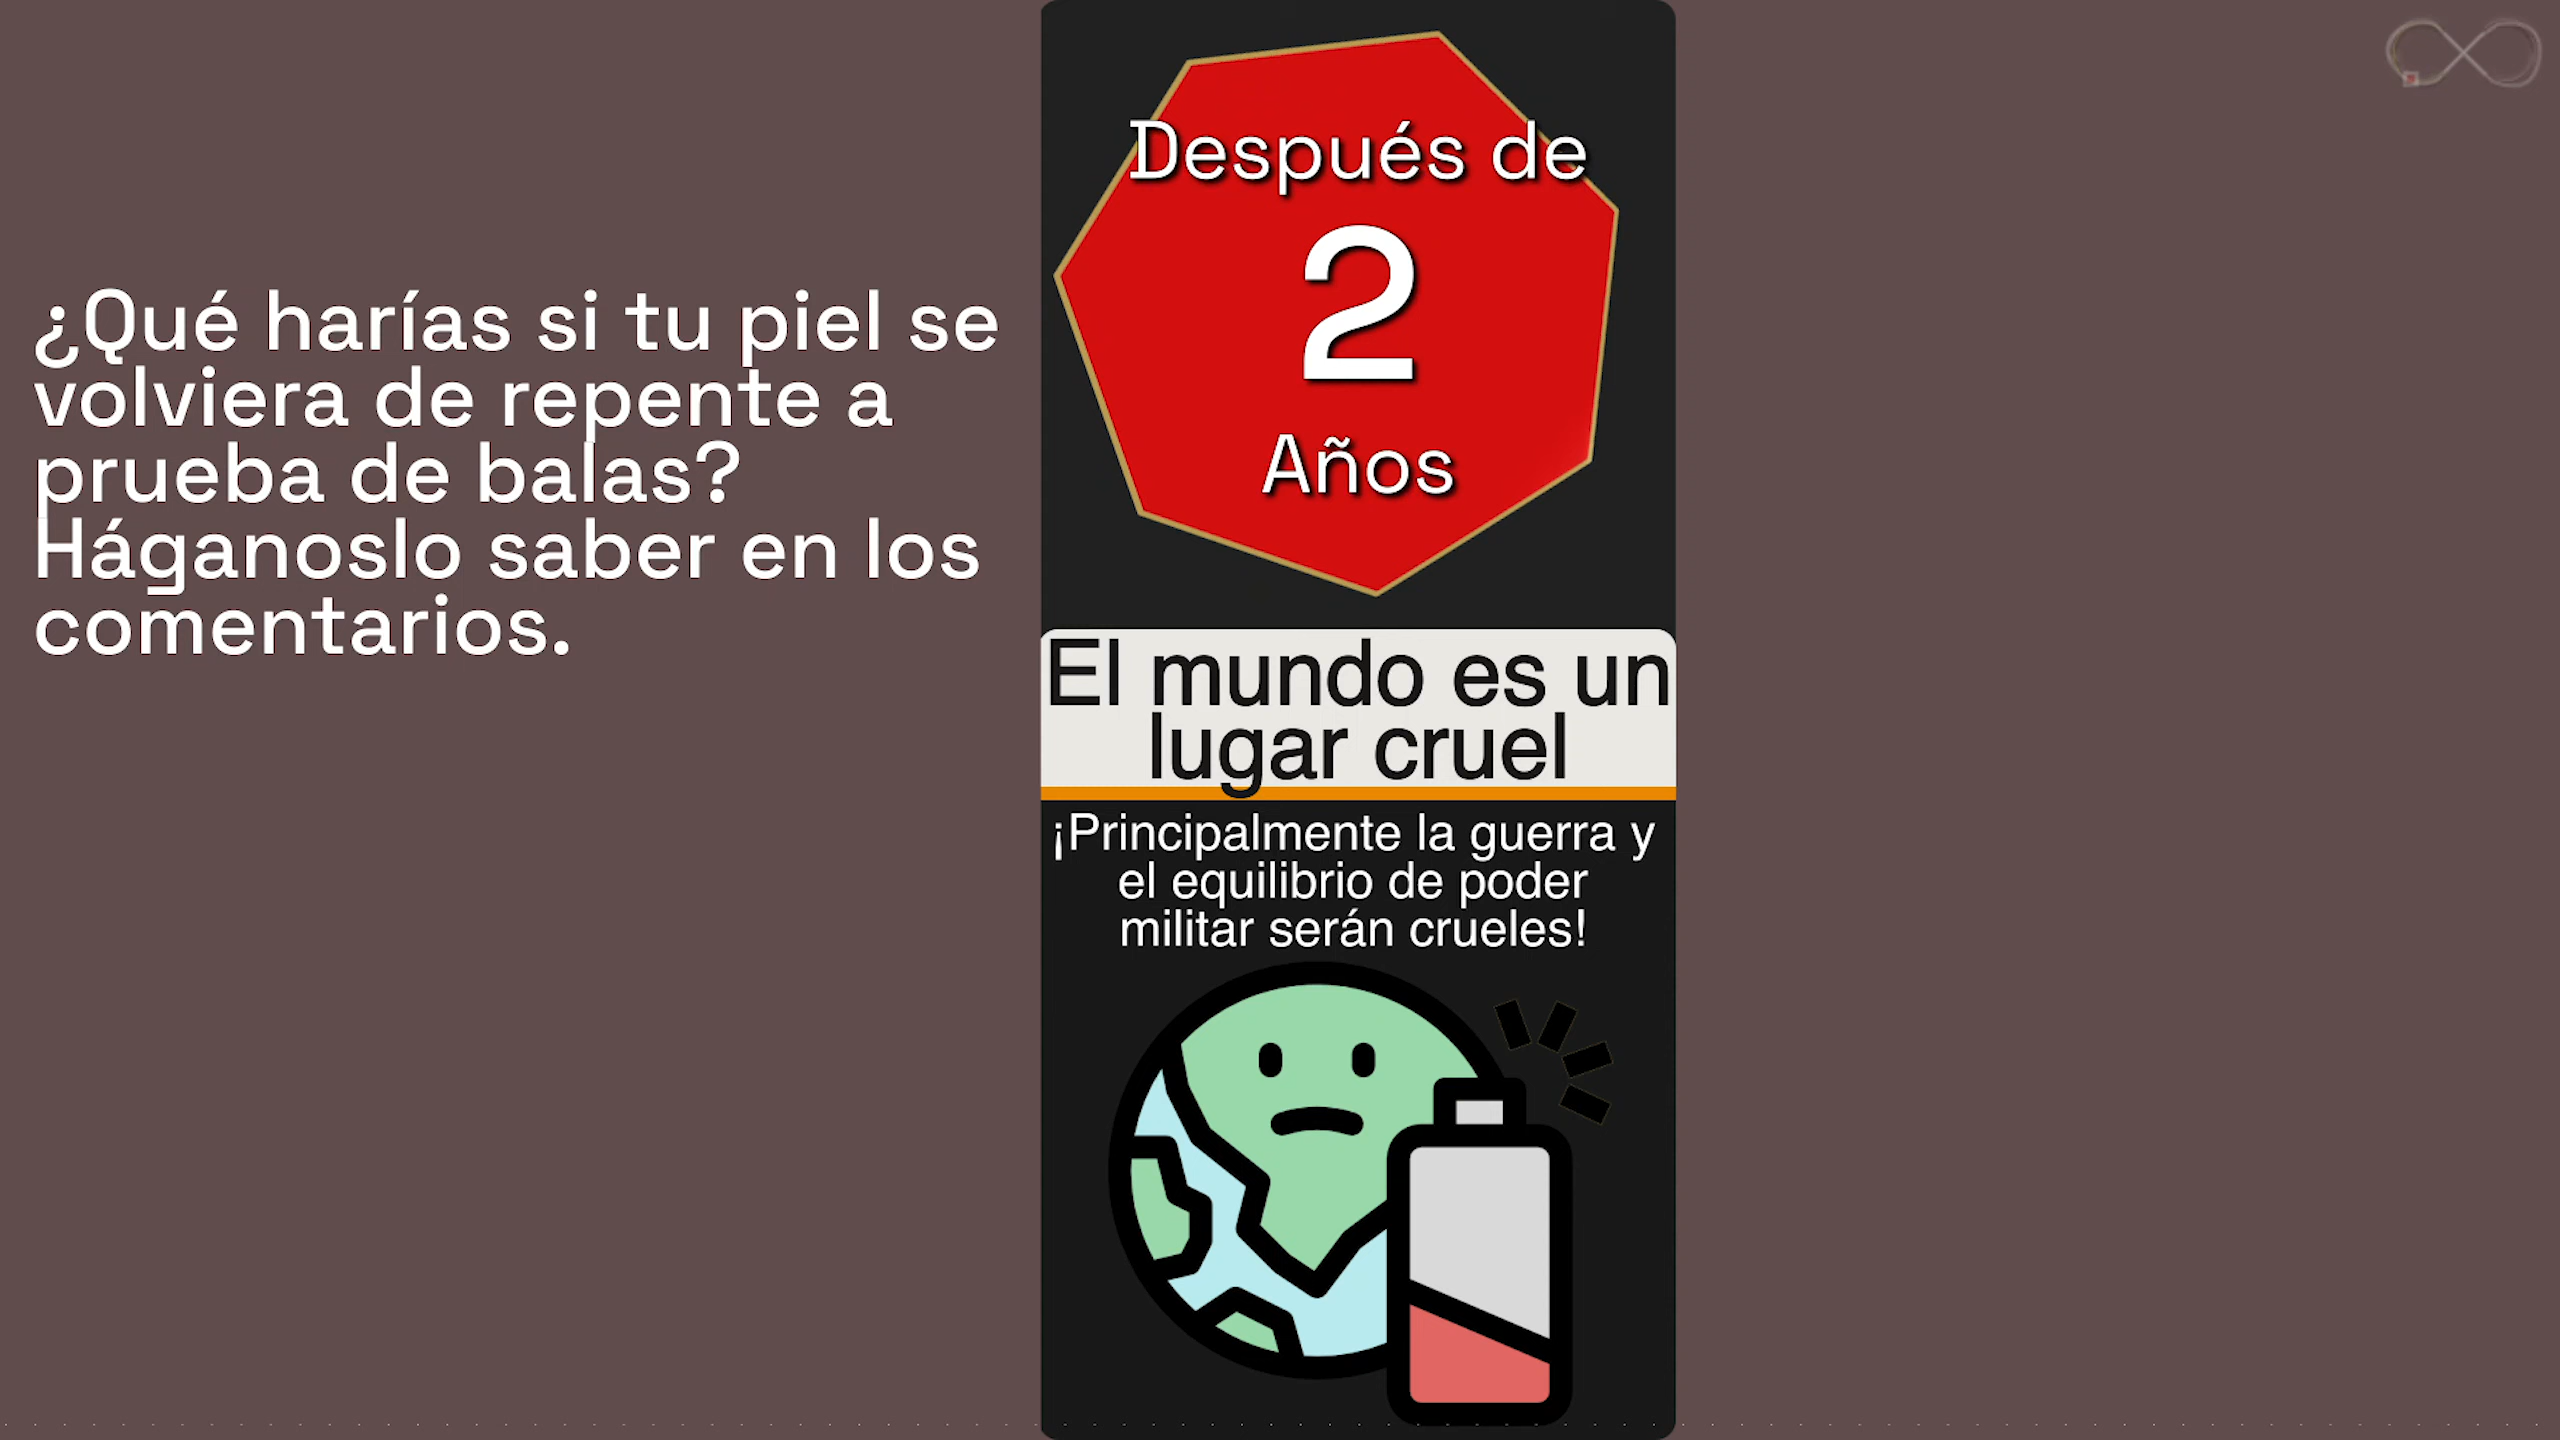 ¿Qué harías si tu piel se
volviera de repente a
prueba de balas?
Háganoslo saber en los
comentarios.
Después de
2
Años
El mundo es un
lugar cruel
¡Principalmente la guerra y
el equilibrio de poder
militar serán crueles!